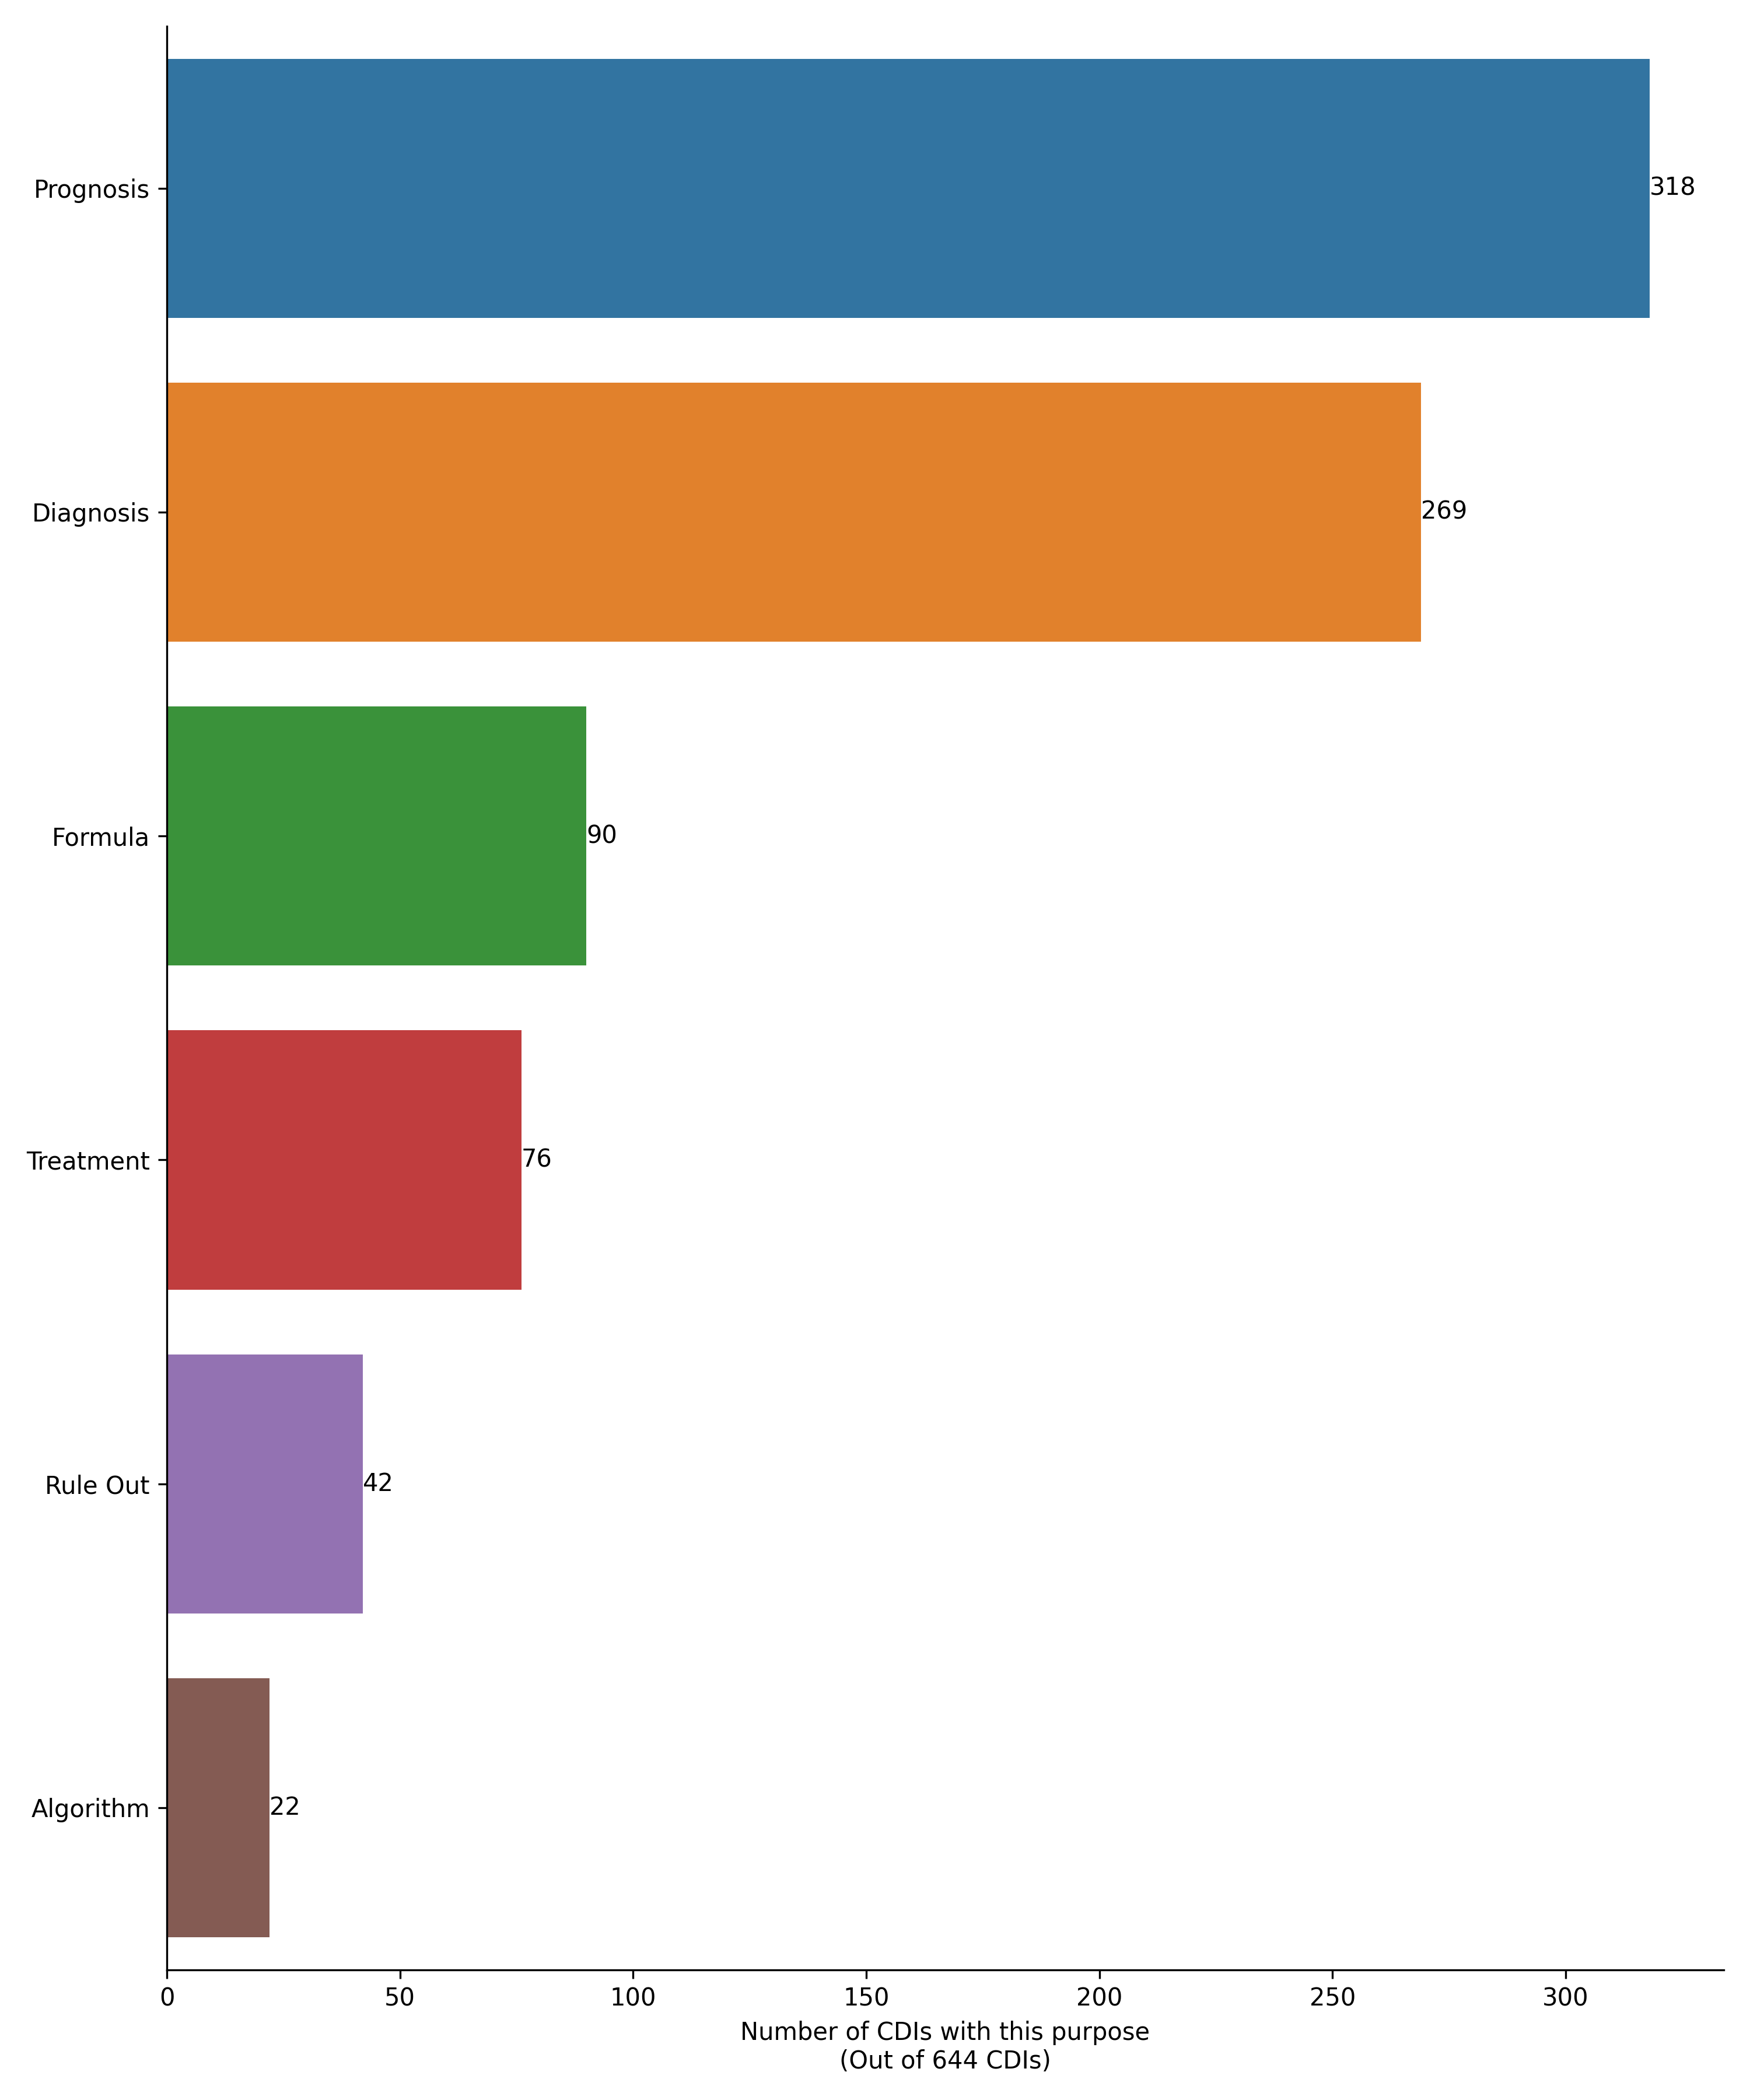 Prognosis
318
Diagnosis
269
Formula
90
Treatment
76
Rule Out
42
Algorithm
22
0 50 100 150 200 250 300
Number of CDIs with this purpose
(Out of 644 CDIs)